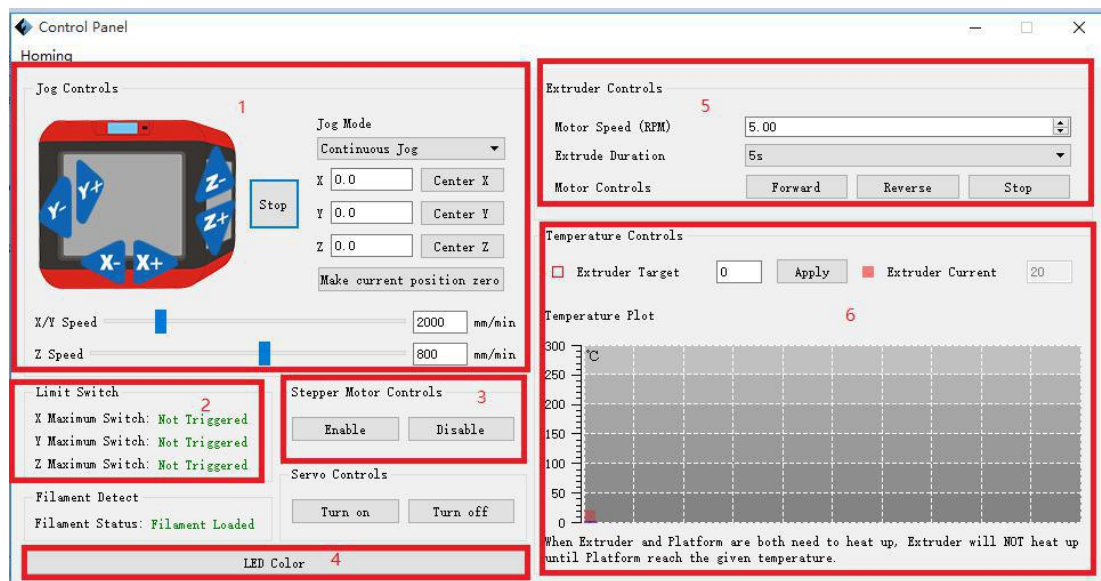 Control Panel
Homing
Jog Controls
1
Jog Mode
Continuous Jog
Y+
Y-
Z-
Z+
X-
X+
Stop
X 0.0 Center X
Y 0.0 Center Y
Z 0.0 Center Z
Make current position zero
X/Y Speed 2000 mm/min
Z Speed 800 mm/min
Limit Switch
2
X Maximum Switch: Not Triggered
Y Maximum Switch: Not Triggered
Z Maximum Switch: Not Triggered
Stepper Motor Controls 3
Enable Disable
Filament Detect
Filament Status: Filament Loaded
Servo Controls
Turn on Turn off
LED Color 4
Extruder Controls
5
Motor Speed (RPM) 5.00
Extrude Duration 5s
Motor Controls Forward Reverse Stop
Temperature Controls
Extruder Target 0 Apply Extruder Current 20
Temperature Plot 6
300 °C
250
200
150
100
50
0
When Extruder and Platform are both need to heat up, Extruder will NOT heat up
until Platform reach the given temperature.